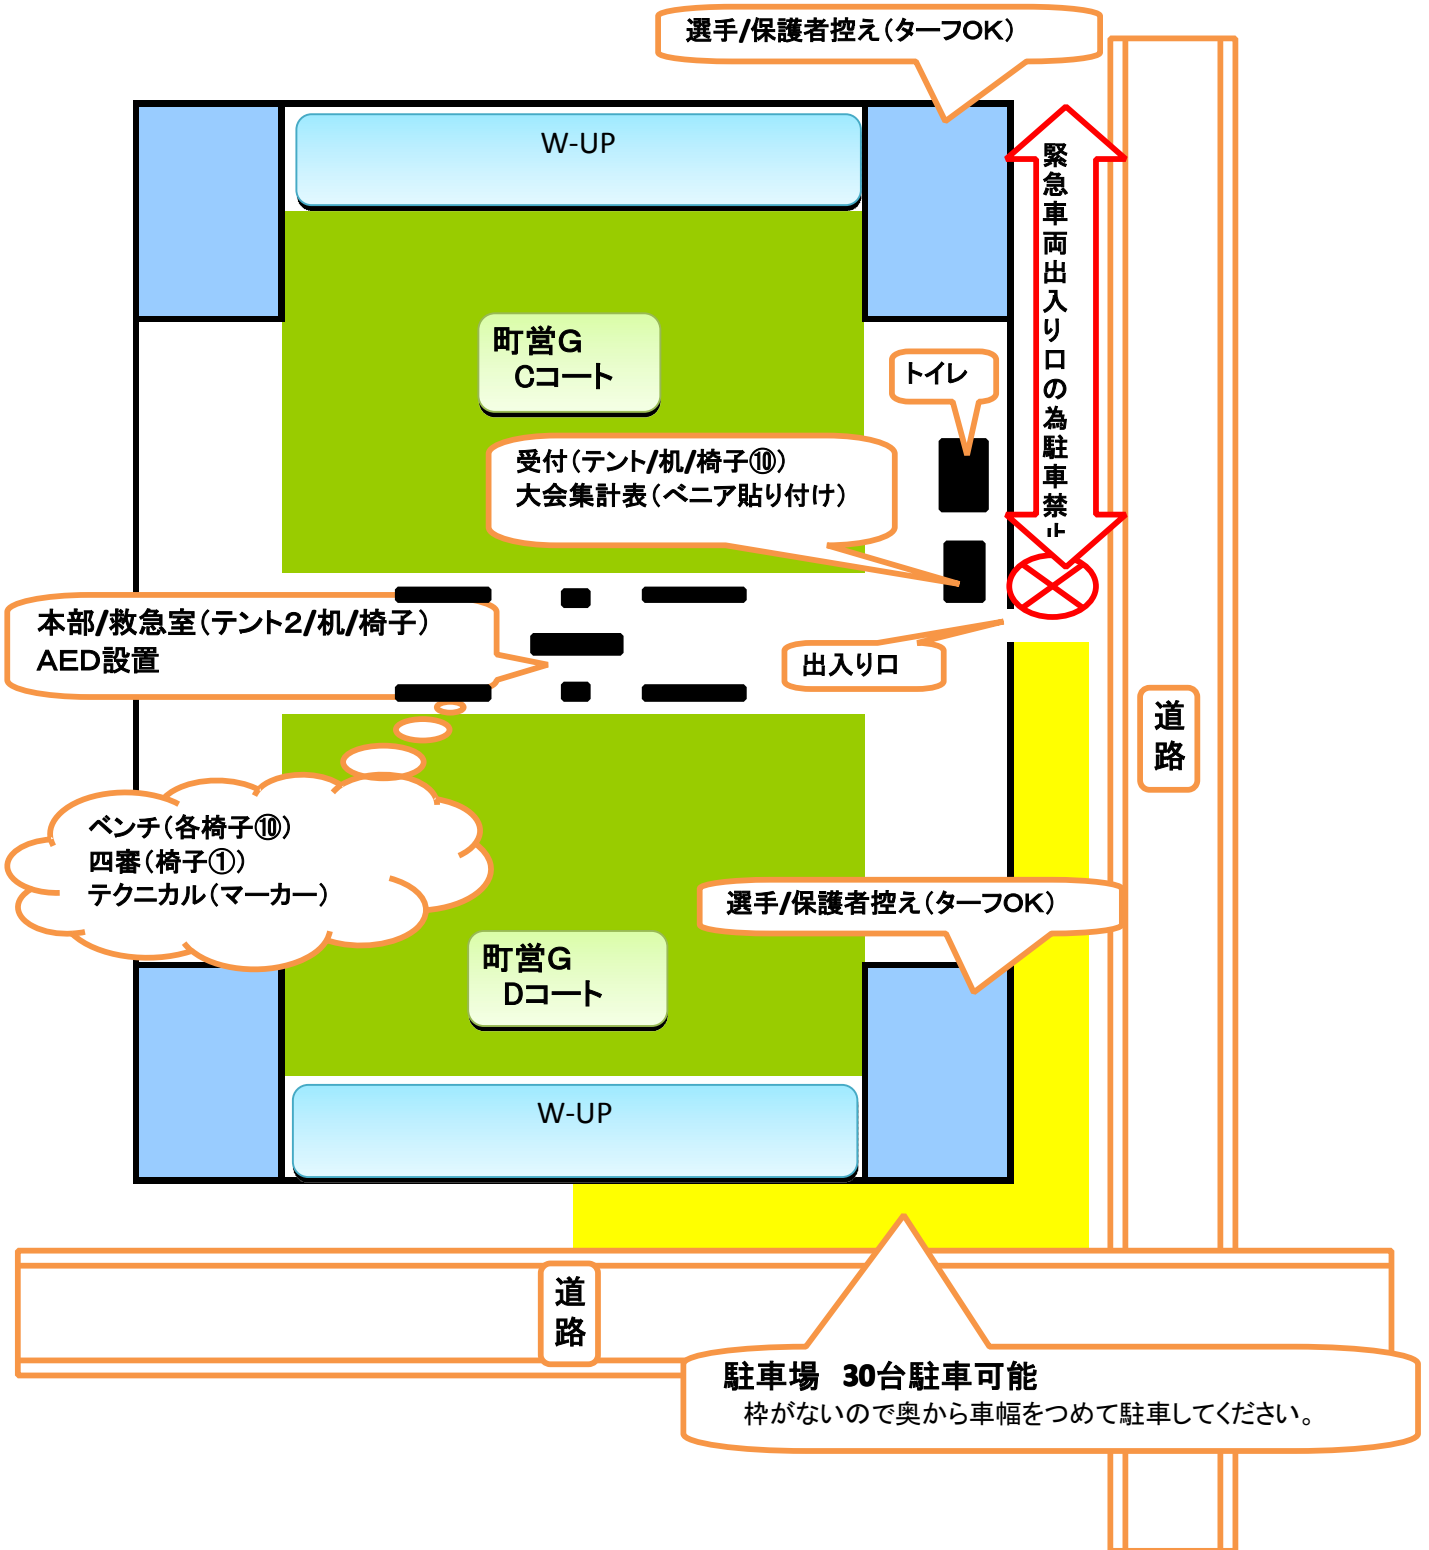 選手/保護者控え（ターフOK）
W-UP
緊急車両出入り口の為駐車禁止
町営G
Cコート
トイレ
受付（テント/机/椅子⑩）
大会集計表（ベニア貼り付け）
本部/救急室（テント２/机/椅子）
AED設置
出入り口
道路
ベンチ（各椅子⑩）
四審（椅子①）
テクニカル（マーカー）
選手/保護者控え（ターフOK）
町営G
Dコート
W-UP
道路
駐車場　30台駐車可能
枠がないので奥から車幅をつめて駐車してください。